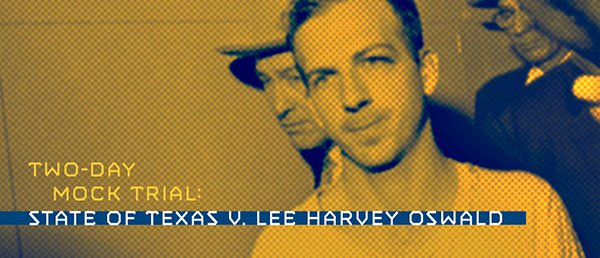 TWO-DAY
MOCK TRIAL:
STATE OF TEXAS V. LEE HARVEY OSWALD